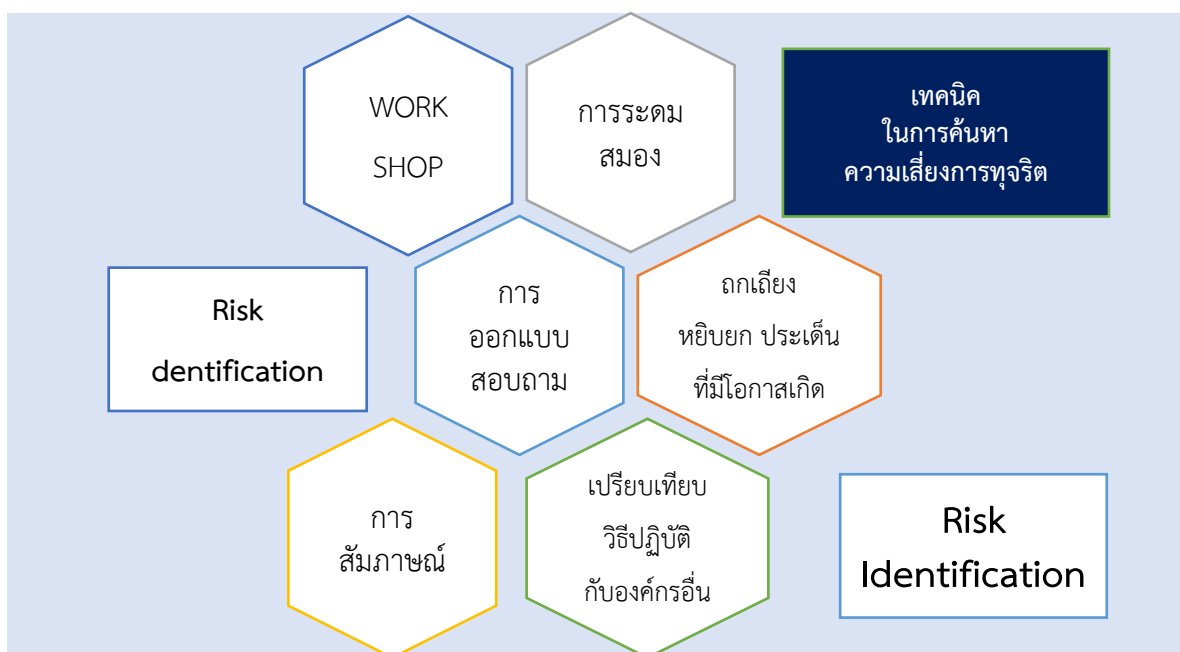 WORK
SHOP
การระดม
สมอง
เทคนิค
ในการค้นหา
ความเสี่ยงการทุจริต
Risk
dentification
การ
ออกแบบ
สอบถาม
ถกเถียง
หยิบยก ประเด็น
ที่มีโอกาสเกิด
การ
สัมภาษณ์
เปรียบเทียบ
วิธีปฏิบัติ
กับองค์กรอื่น
Risk
Identification